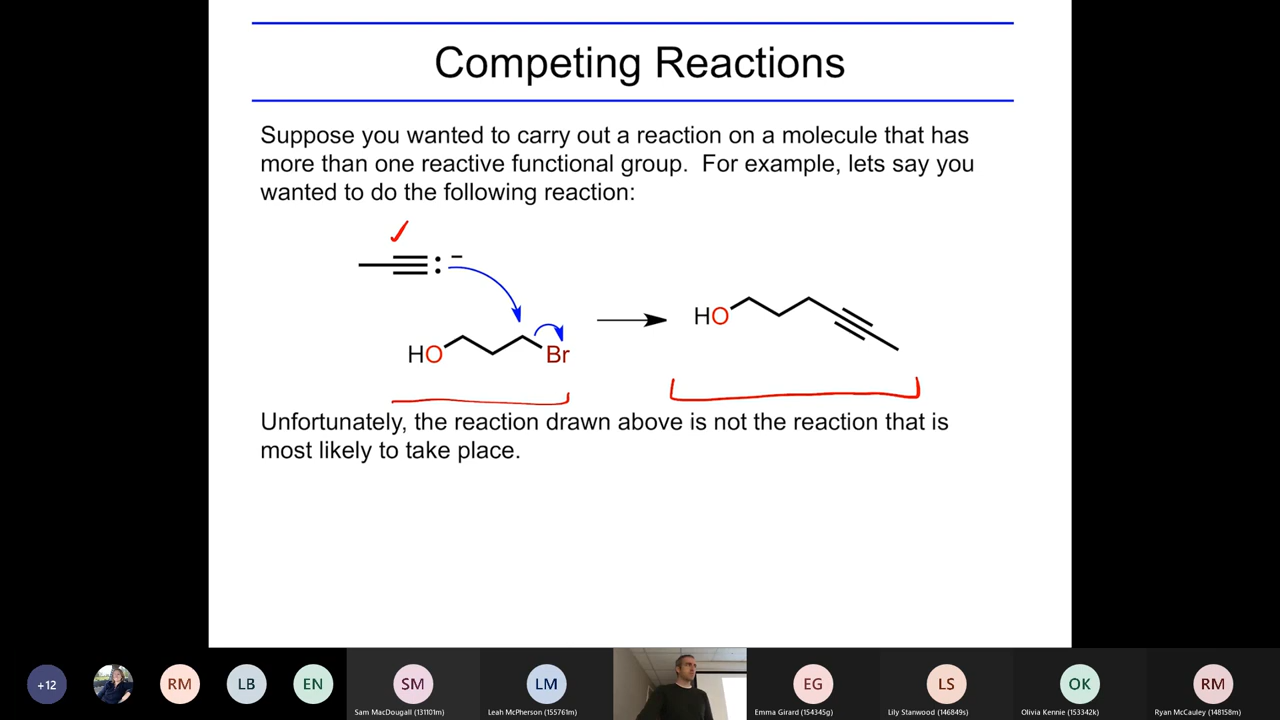 Competing Reactions
Suppose you wanted to carry out a reaction on a molecule that has
more than one reactive functional group.  For example, lets say you
wanted to do the following reaction:
HO
HO
Br
Unfortunately, the reaction drawn above is not the reaction that is
most likely to take place.
+12
RM
LB
EN
SM
LM
EG
LS
OK
RM
Sam MacDougall (131101m)
Leah McPherson (155761m)
Emma Girard (154345g)
Lily Stanwood (146849s)
Olivia Kennie (153342k)
Ryan McCauley (148158m)